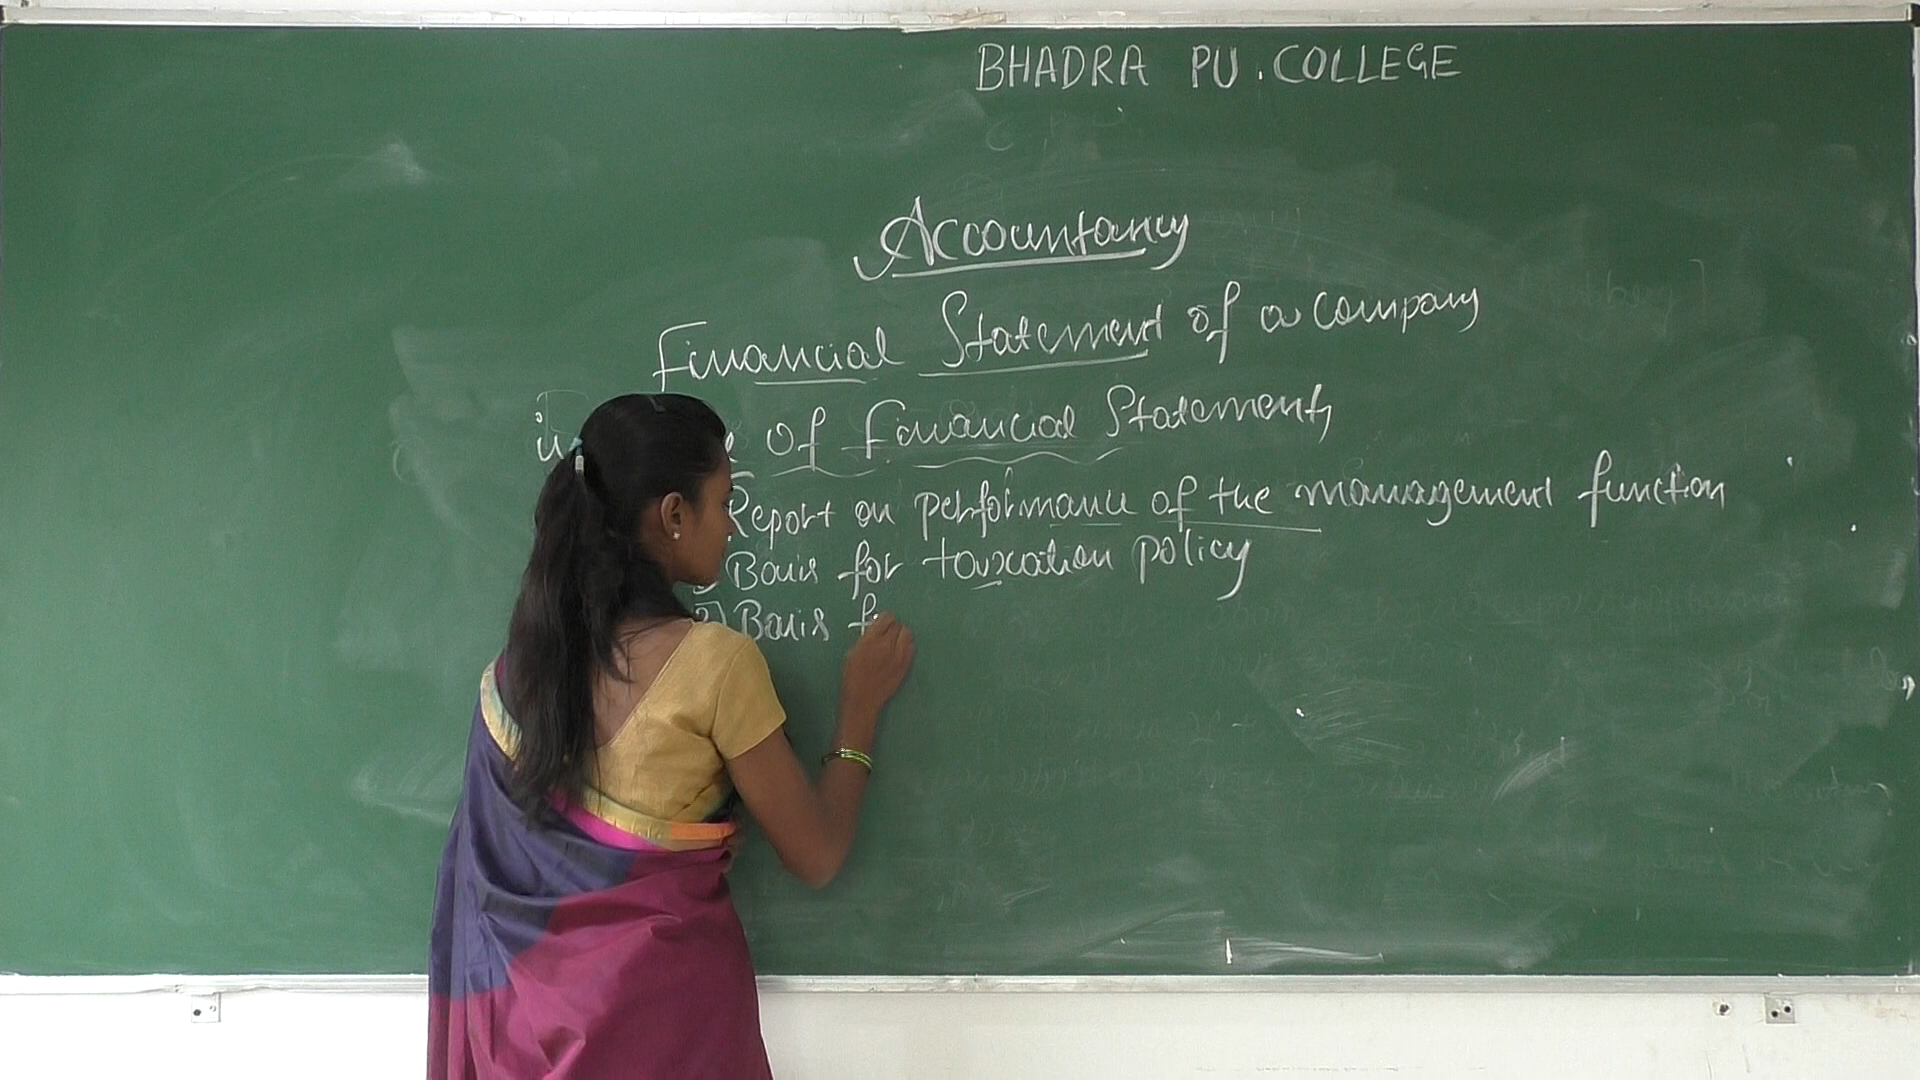 BHADRA PU.COLLEGE
Accountancy
Financial Statement of a company
of Financial Statements
Report on performance of the management function
Basis for taxation policy
3) Basis f